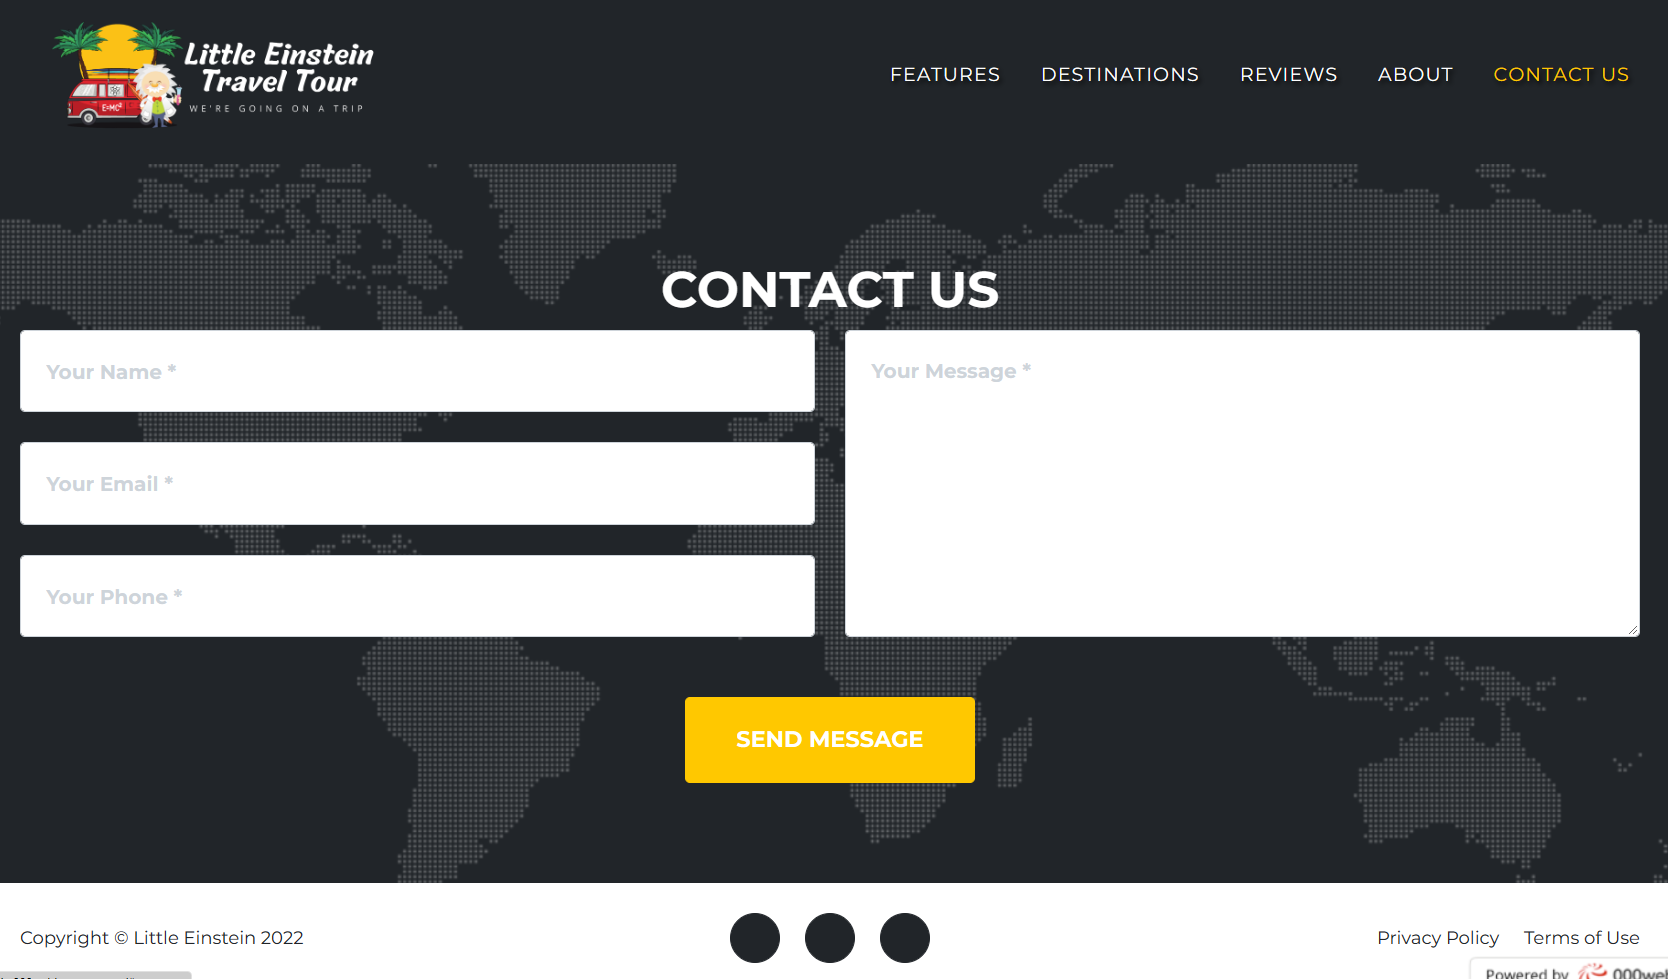 Little Einstein
Travel Tour
WE'RE GOING ON A TRIP
E=MC²
FEATURES DESTINATIONS REVIEWS ABOUT CONTACT US
CONTACT US
Your Name *
Your Message *
Your Email *
Your Phone *
SEND MESSAGE
Copyright © Little Einstein 2022
Privacy Policy Terms of Use
Powered by 000web